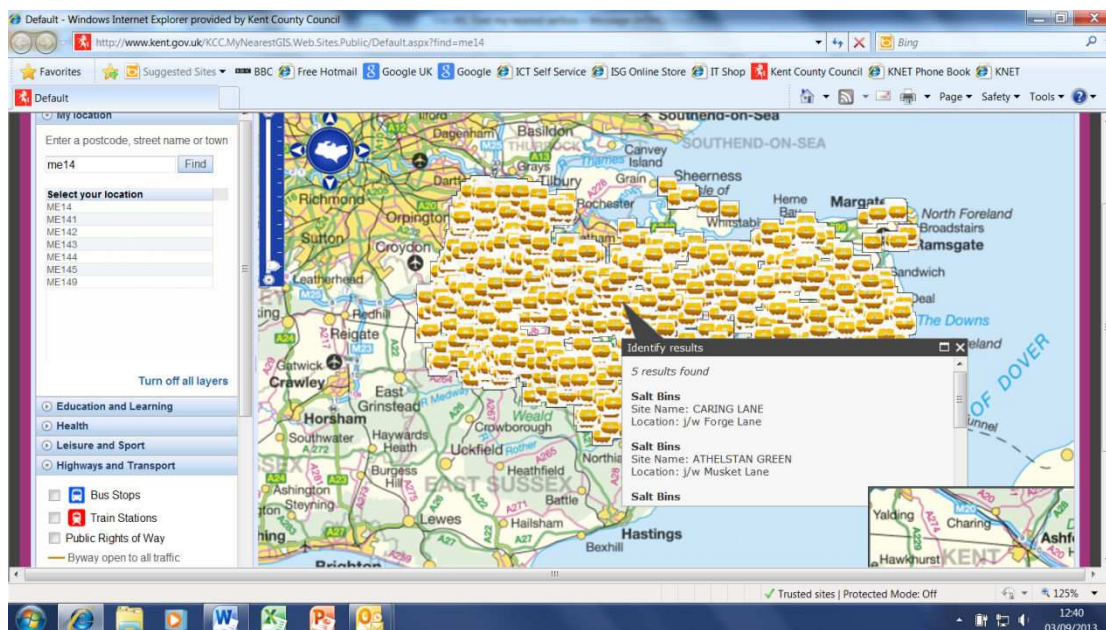 Default - Windows Internet Explorer provided by Kent County Council
http://www.kent.gov.uk/KCC.MyNearestGIS.Web.Sites.Public/Default.aspx?find=me14
Bing
Favorites Suggested Sites BBC Free Hotmail Google UK Google ICT Self Service ISG Online Store IT Shop Kent County Council KNET Phone Book KNET
Default
Page Safety Tools
My location
Enter a postcode, street name or town
me14 Find
Select your location
ME14
ME141
ME142
ME143
ME144
ME145
ME149
Turn off all layers
Education and Learning
Health
Leisure and Sport
Highways and Transport
Bus Stops
Train Stations
Public Rights of Way
Byway open to all traffic
Ilford
Southend-on-Sea
Dagenham
Basildon
THURROCK
Canvey
Island
SOUTHEND-ON-SEA
Grays
Thames
Tilbury
Grain
Sheerness
Richmond
Rochester
Orpington
Herne
Margate
North Foreland
Broadstairs
Ramsgate
Sutton
Croydon
Leatherhead
Sandwich
Deal
The Downs
Redhill
Reigate
Gatwick
Crawley
East
Grinstead
R Medway
Weald
Horsham
Crowborough
Southwater
Haywards
Heath
Uckfield
Rother
Burgess
Hill
Heathfield
EAST SUSSEX
Battle
Ashington
Steyning
Lewes
Hailsham
Hastings
Bexhill
Brighton
OF DOVER
Identify results
5 results found
Salt Bins
Site Name: CARING LANE
Location: j/w Forge Lane
Salt Bins
Site Name: ATHELSTAN GREEN
Location: j/w Musket Lane
Salt Bins
Yalding
Charing
Hawkhurst
KENT
Trusted sites | Protected Mode: Off
125%
12:40
03/09/2013